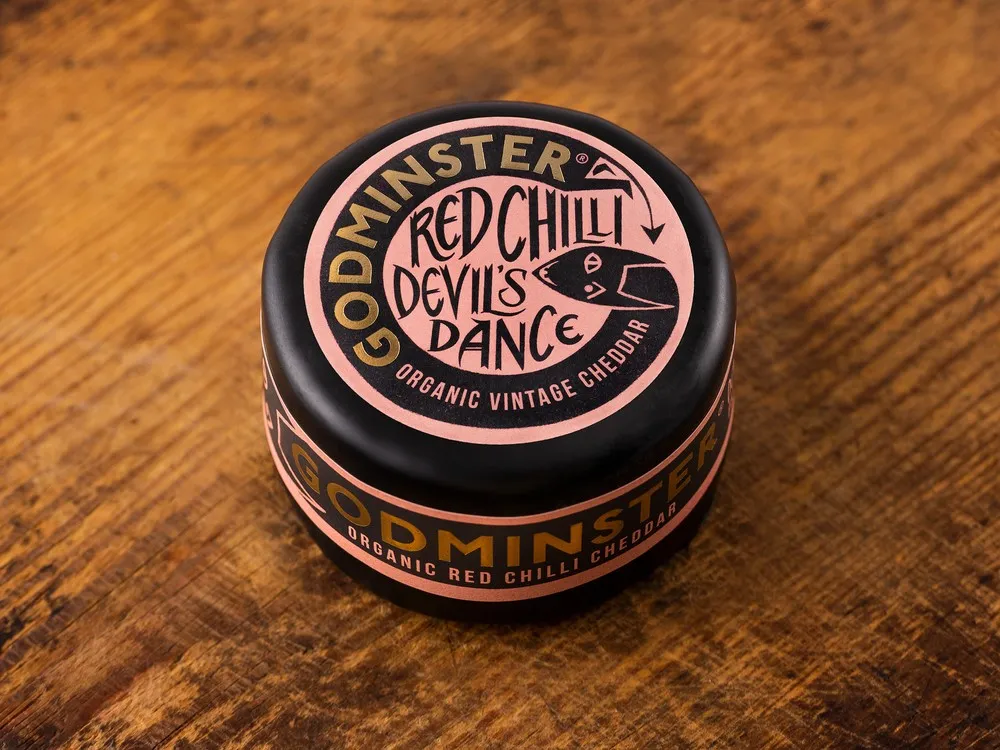 GODMINSTER®
RED CHILLI
DEVIL'S
DANCE
ORGANIC VINTAGE CHEDDAR
GODMINSTER
ORGANIC RED CHILLI CHEDDAR